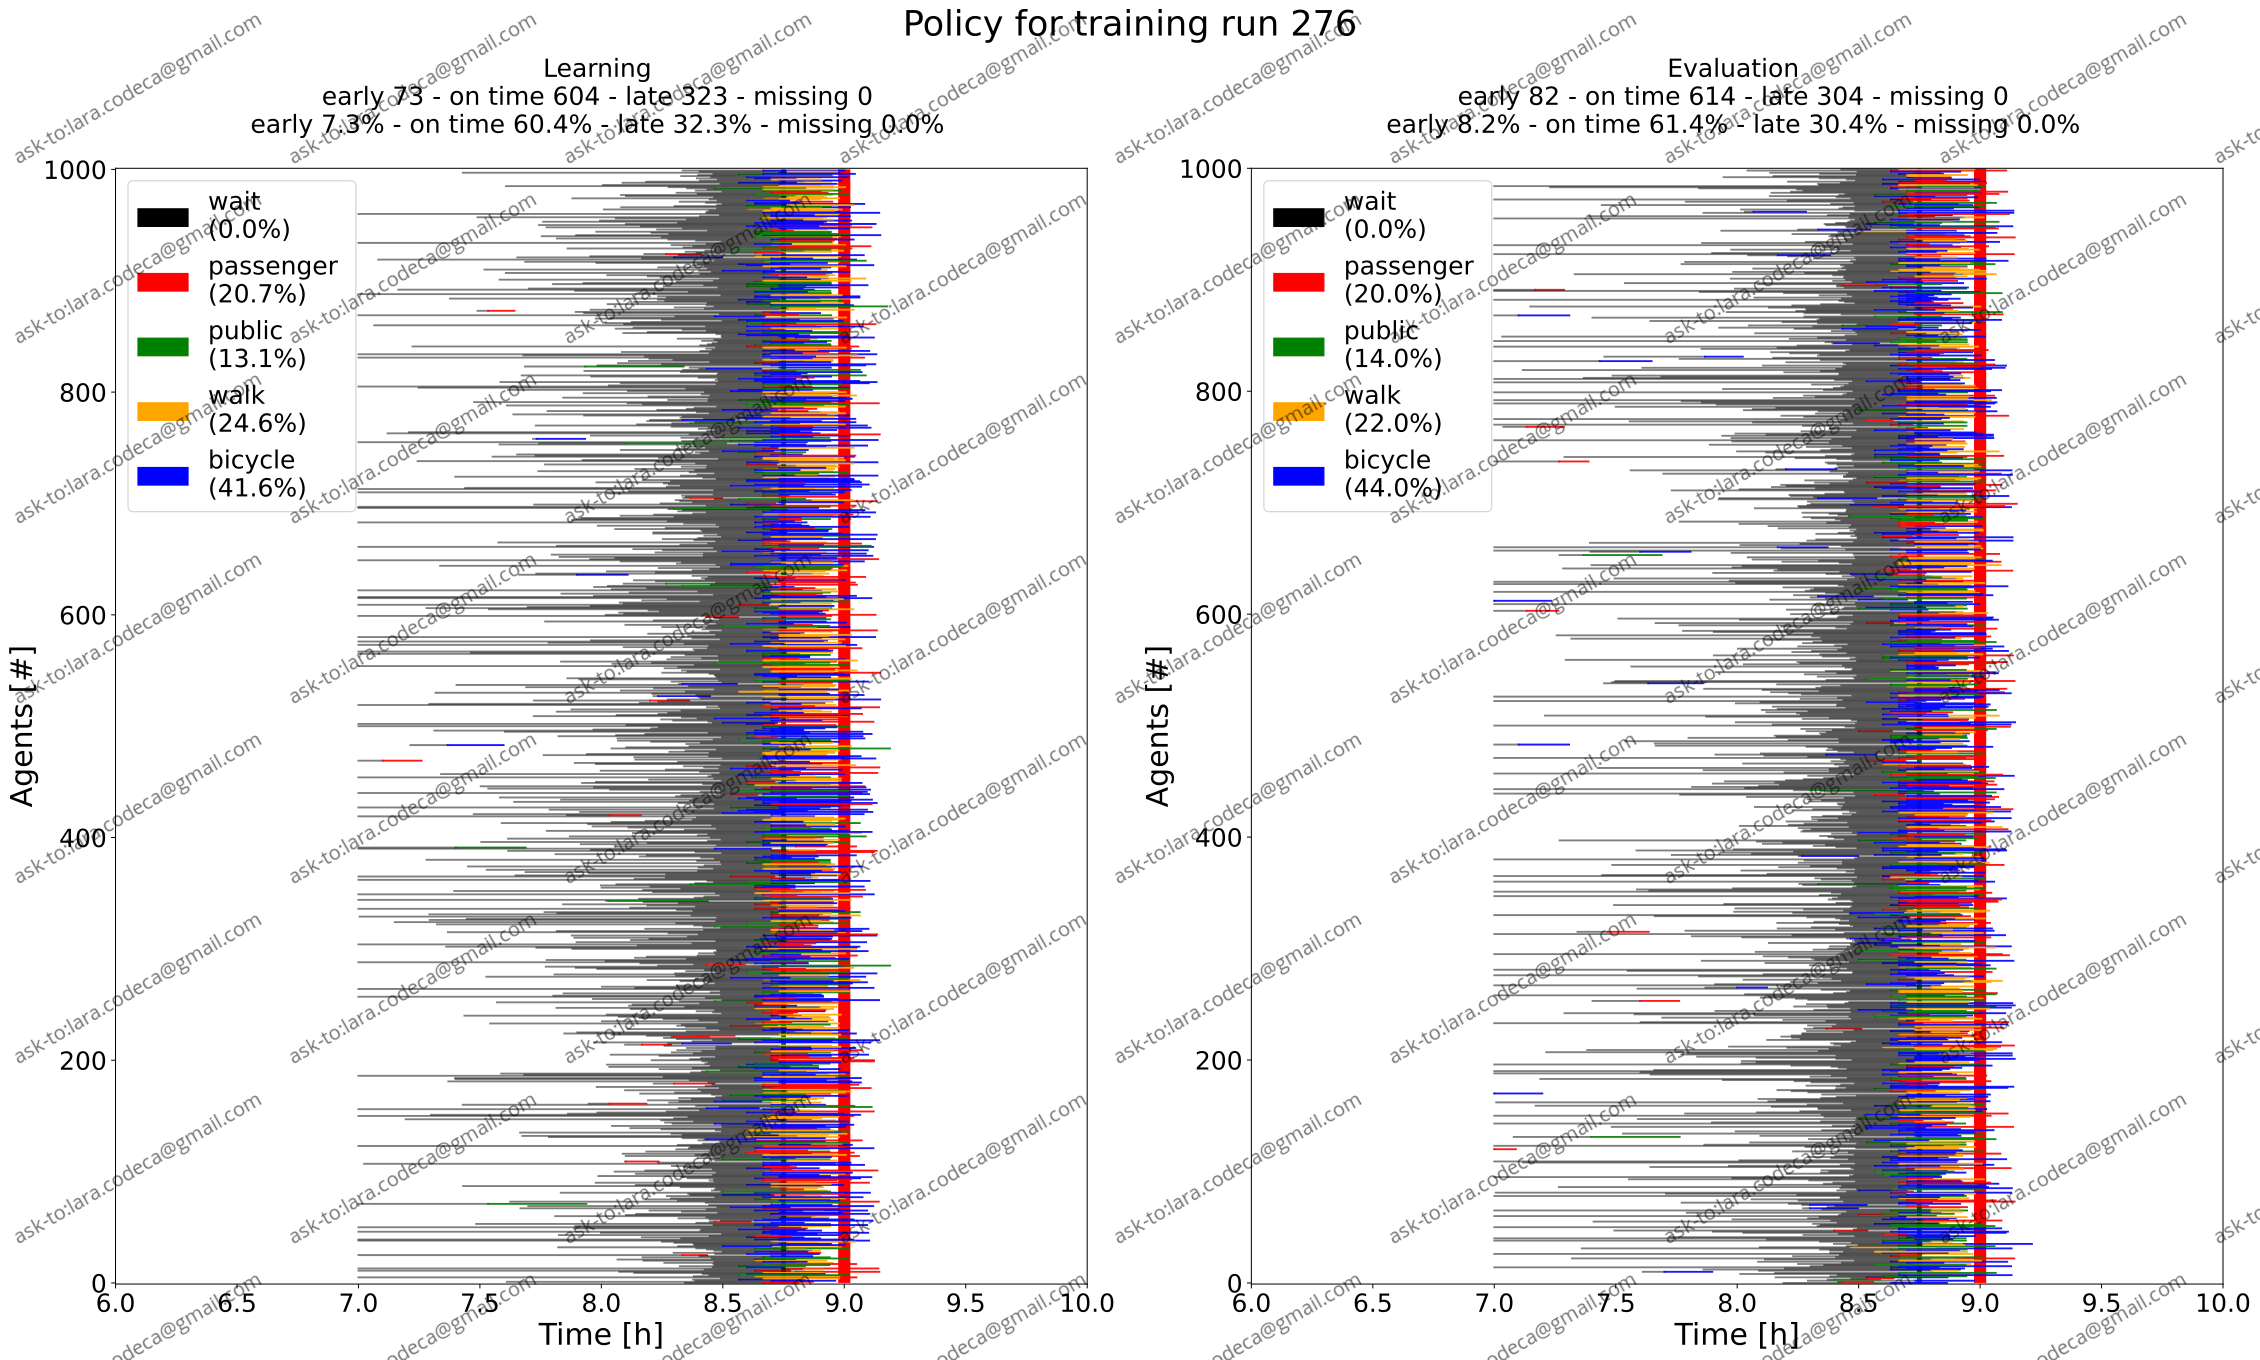 Policy for training run 276
Learning
early 73 - on time 604 - late 323 - missing 0
early 7.3% - on time 60.4% - late 32.3% - missing 0.0%
1000
800
600
400
200
0
Agents [#]
wait
(0.0%)
passenger
(20.7%)
public
(13.1%)
walk
(24.6%)
bicycle
(41.6%)
6.0 6.5 7.0 7.5 8.0 8.5 9.0 9.5 10.0
Time [h]
Evaluation
early 82 - on time 614 - late 304 - missing 0
early 8.2% - on time 61.4% - late 30.4% - missing 0.0%
1000
800
600
400
200
0
Agents [#]
wait
(0.0%)
passenger
(20.0%)
public
(14.0%)
walk
(22.0%)
bicycle
(44.0%)
6.0 6.5 7.0 7.5 8.0 8.5 9.0 9.5 10.0
Time [h]
ask-to:lara.codeca@gmail.com